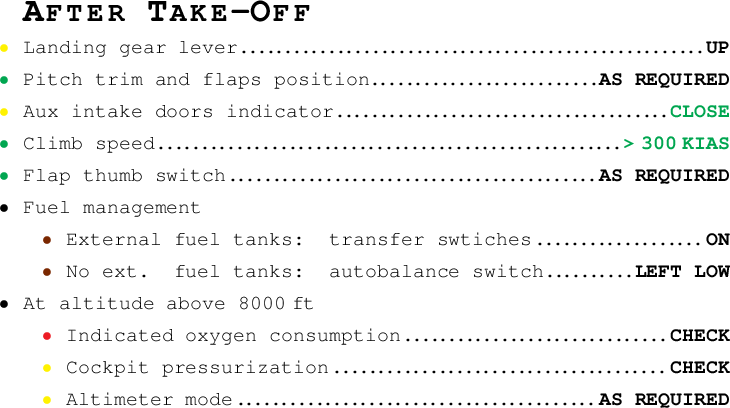 AFTER TAKE–OFF
• Landing gear lever....................................................UP
• Pitch trim and flaps position.........................AS REQUIRED
• Aux intake doors indicator....................................CLOSE
• Climb speed....................................................> 300 KIAS
• Flap thumb switch.........................................AS REQUIRED
• Fuel management
• External fuel tanks: transfer swtiches...................ON
• No ext. fuel tanks: autobalance switch..........LEFT LOW
• At altitude above 8000 ft
• Indicated oxygen consumption..............................CHECK
• Cockpit pressurization.....................................CHECK
• Altimeter mode........................................AS REQUIRED